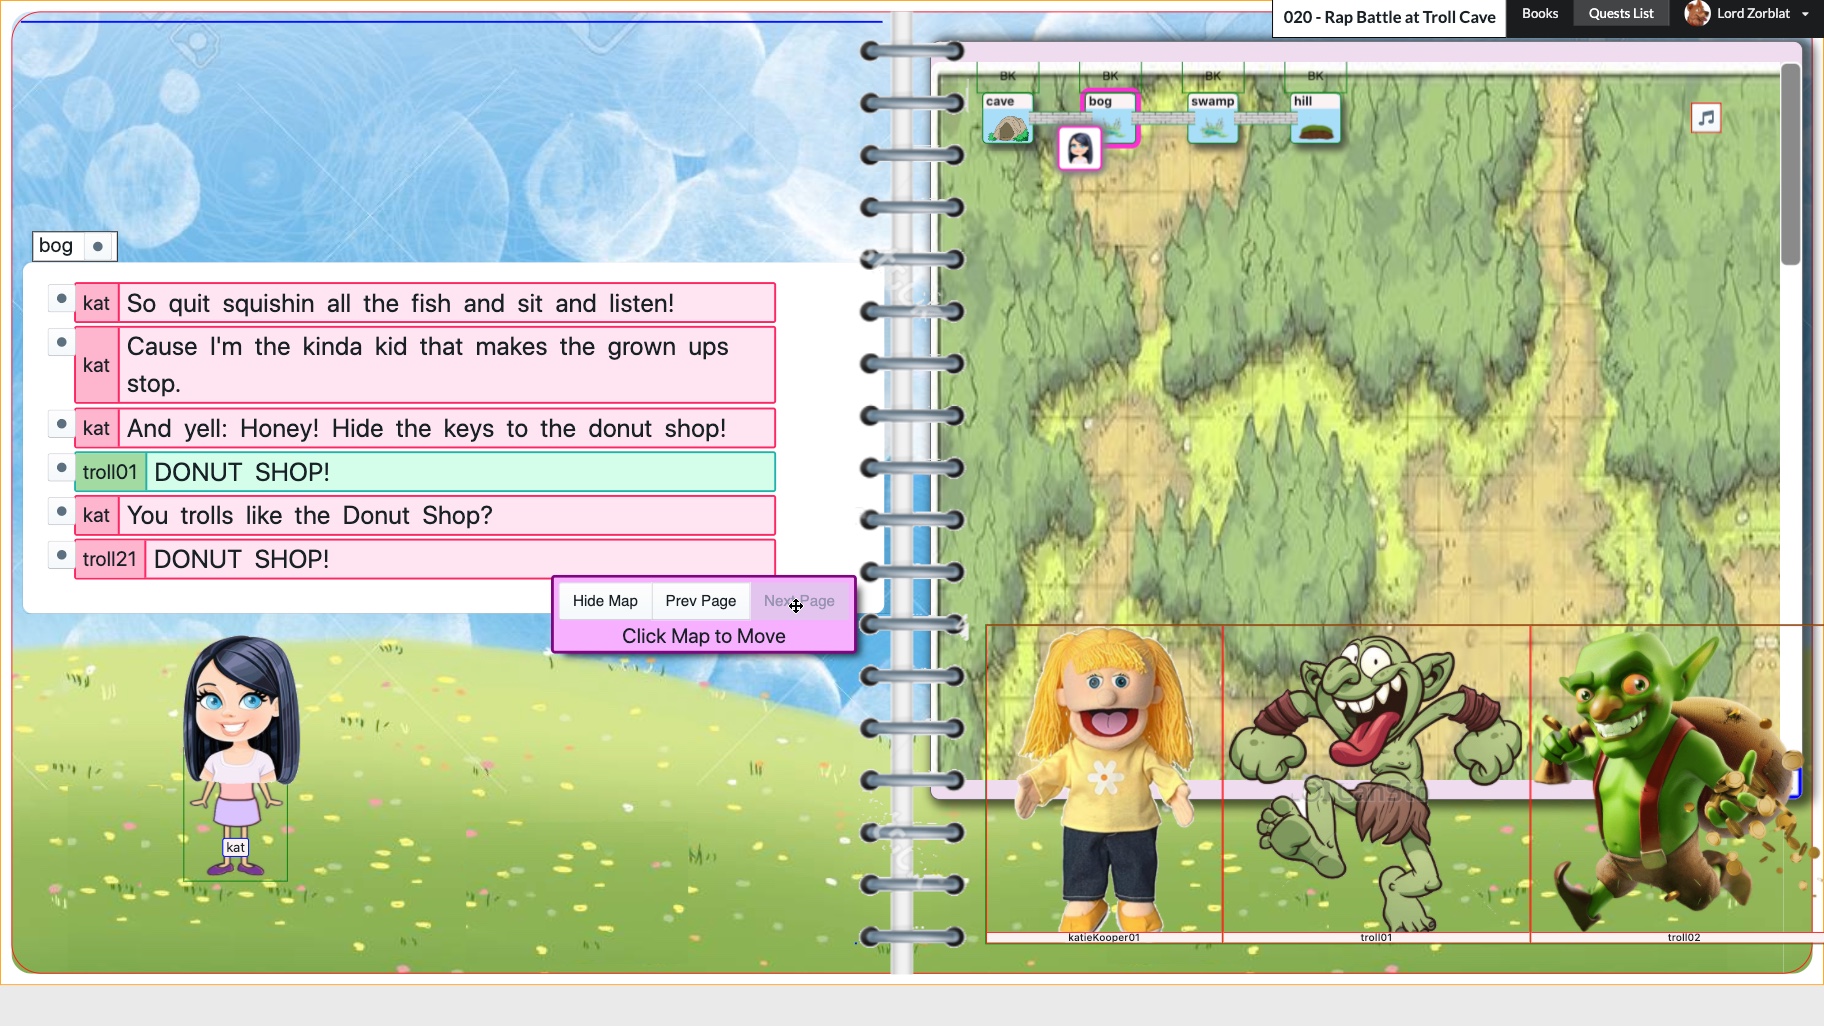 020 - Rap Battle at Troll Cave
Books
Quests List
Lord Zorblat
BK
BK
BK
BK
cave
bog
swamp
hill
bog
kat
So quit squishin all the fish and sit and listen!
kat
Cause I'm the kinda kid that makes the grown ups
stop.
kat
And yell: Honey! Hide the keys to the donut shop!
troll01
DONUT SHOP!
kat
You trolls like the Donut Shop?
troll21
DONUT SHOP!
Hide Map
Prev Page
Next Page
Click Map to Move
kat
katieKooper01
troll01
troll02